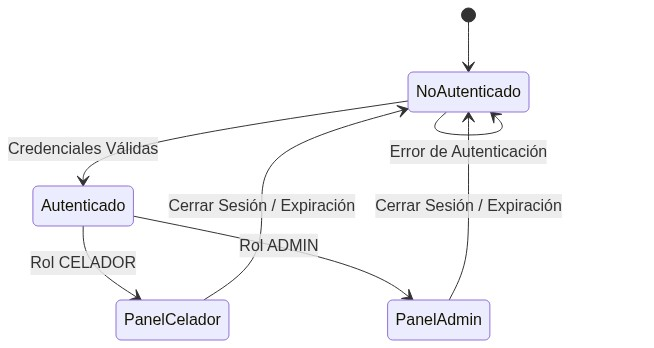 NoAutenticado
Credenciales Válidas
Error de Autenticación
Autenticado
Cerrar Sesión / Expiración
Cerrar Sesión / Expiración
Rol ADMIN
Rol CELADOR
PanelCelador
PanelAdmin